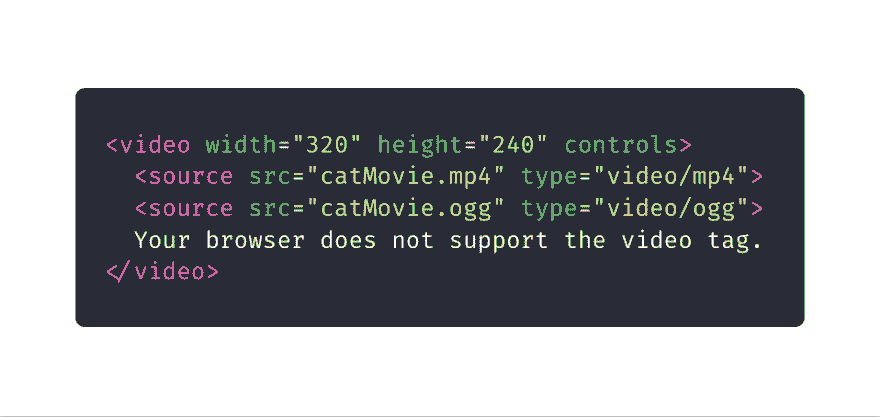 <video width="320" height="240" controls>
<source src="catMovie.mp4" type="video/mp4">
<source src="catMovie.ogg" type="video/ogg">
Your browser does not support the video tag.
</video>